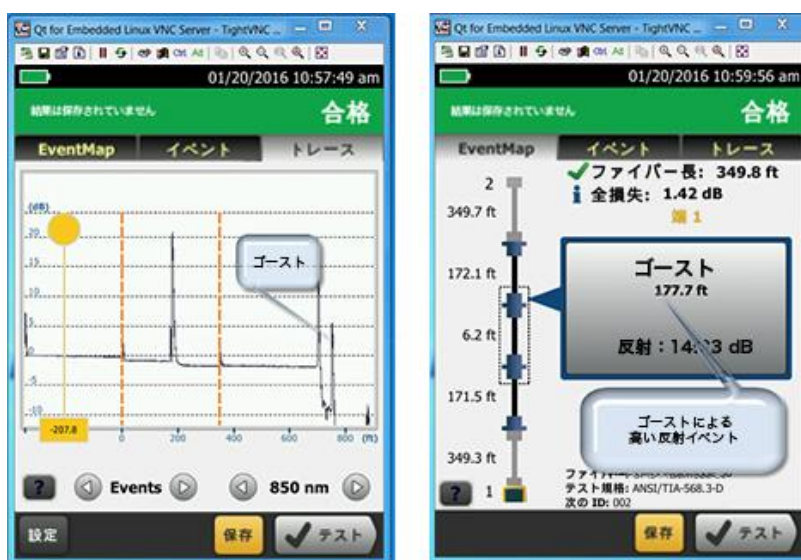 Qt for Embedded Linux VNC Server - TightVNC ...
01/20/2016 10:57:49 am
結果は保存されていません
合格
EventMap
イベント
トレース
(dB)
20
15
10
5
0
-5
-10
ゴースト
-207.8
0
200
400
600
800
(ft)
?
Events
850 nm
設定
保存
テスト
Qt for Embedded Linux VNC Server - TightVNC ...
01/20/2016 10:59:56 am
結果は保存されていません
合格
EventMap
イベント
トレース
ファイバー長: 349.8 ft
全損失: 1.42 dB
端 1
2
349.7 ft
172.1 ft
6.2 ft
171.5 ft
349.3 ft
1
ゴースト
177.7 ft
反射：14 3 dB
ゴーストによる
高い反射イベント
テスト規格: ANSI/TIA-568.3-D
次の ID: 002
?
保存
テスト